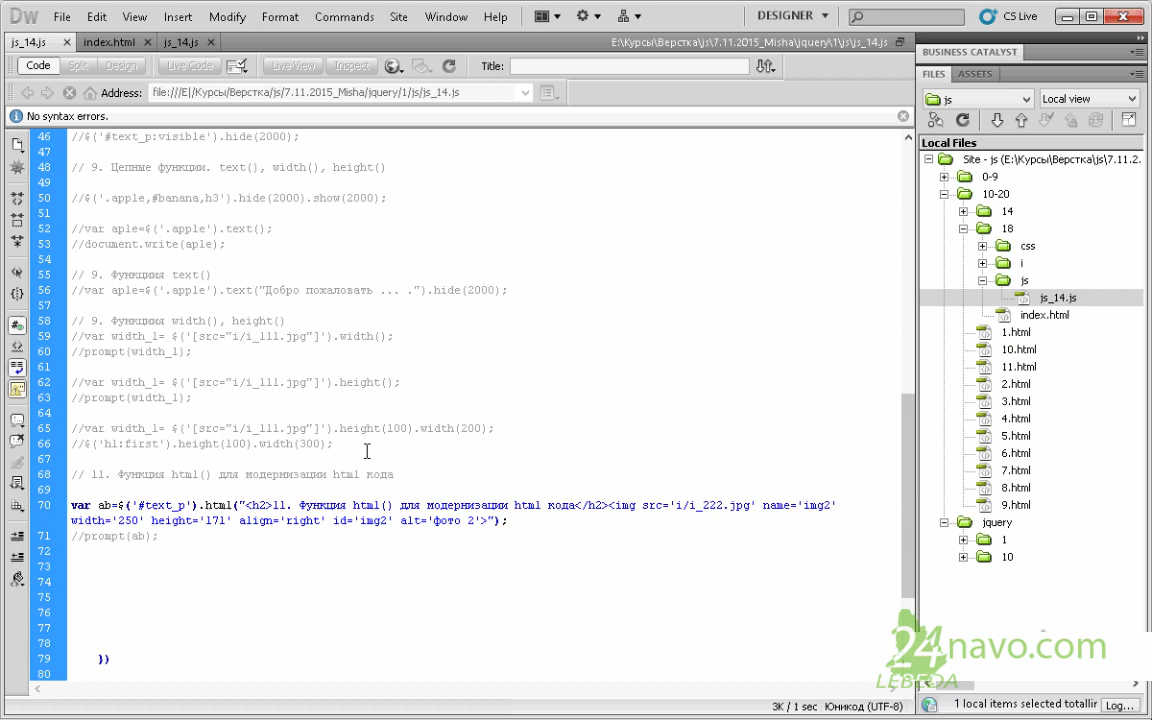 Dw File Edit View Insert Modify Format Commands Site Window Help DESIGNER CS Live
js_14.js index.html js_14.js E:\Курсы\Верстка\js\7.11.2015_Misha\jquery\1\js\js_14.js
Code Split Design Live Code Live View Inspect Title:
Address: file:///E|/Курсы/Верстка/js/7.11.2015_Misha/jquery/1/js/js_14.js
No syntax errors.
46 //$('#text_p:visible').hide(2000);
47
48 // 9. Цепные функции. text(), width(), height()
49
50 //$('.apple,#banana,h3').hide(2000).show(2000);
51
52 //var aple=$('.apple').text();
53 //document.write(aple);
54
55 // 9. Функциия text()
56 //var aple=$('.apple').text("Добро пожаловать ... .").hide(2000);
57
58 // 9. Функциия width(), height()
59 //var width_1= $('[src="i/i_111.jpg"]').width();
60 //prompt(width_1);
61
62 //var width_1= $('[src="i/i_111.jpg"]').height();
63 //prompt(width_1);
64
65 //var width_1= $('[src="i/i_111.jpg"]').height(100).width(200);
66 //$('h1:first').height(100).width(300);
67
68 // 11. Функция html() для модернизации html кода
69
70 var ab=$('#text_p').html("<h2>11. Функция html() для модернизации html кода</h2><img src='i/i_222.jpg' name='img2'
width='250' height='171' align='right' id='img2' alt='фото 2'>");
71 //prompt(ab);
72
73
74
75
76
77
78
79 })
80
3K / 1 sec Юникод (UTF-8)
BUSINESS CATALYST
FILES ASSETS
js Local view
Local Files
Site - js (E:\Курсы\Верстка\js\7.11.2.
0-9
10-20
14
18
css
i
js
js_14.js
index.html
1.html
10.html
11.html
2.html
3.html
4.html
5.html
6.html
7.html
8.html
9.html
jquery
1
10
24navo.com
LEBEDA
1 local items selected totallir Log...